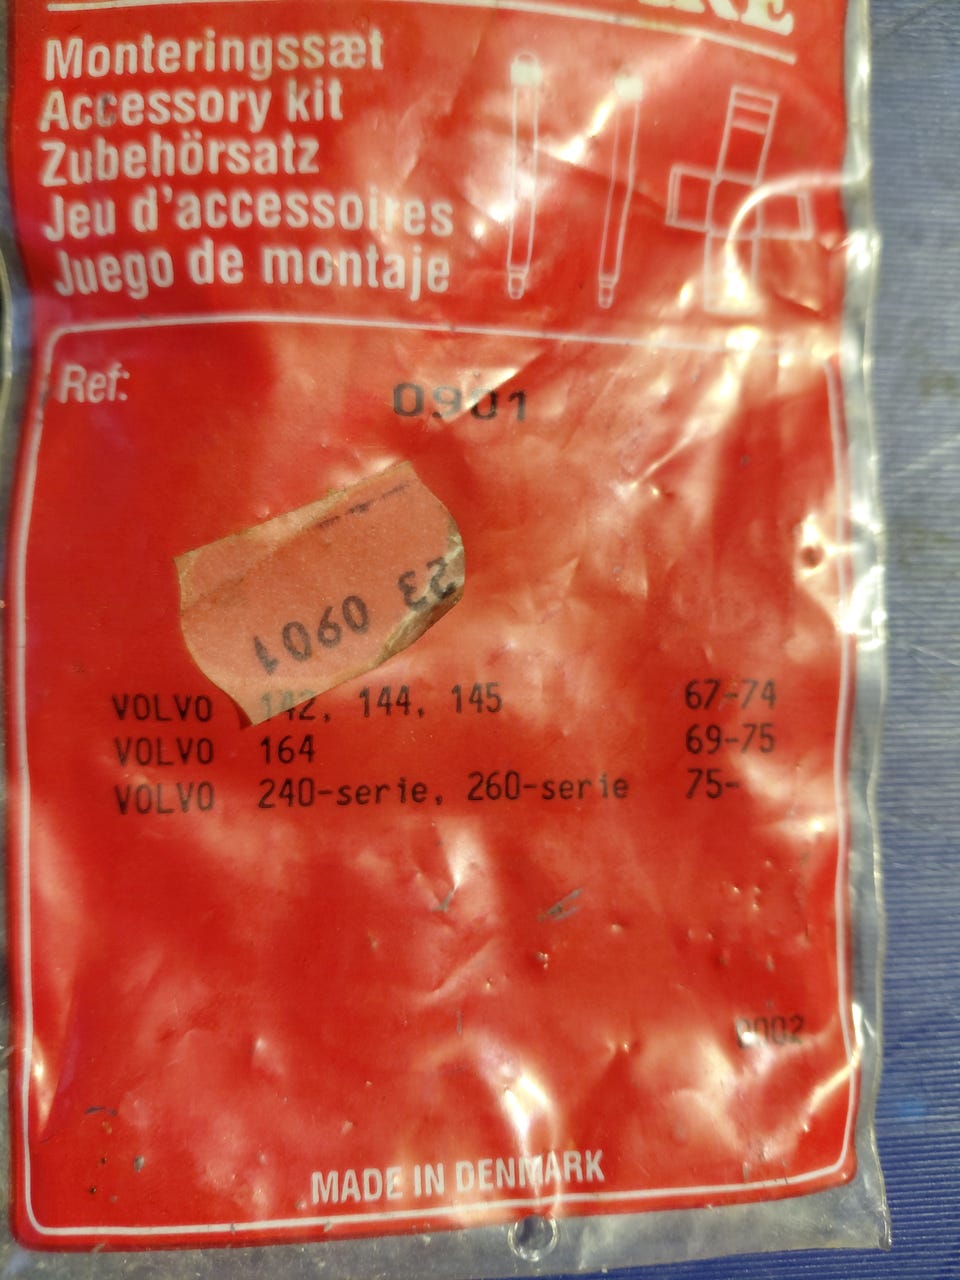 Monteringssæt
Accessory kit
Zubehörsatz
Jeu d'accessoires
Juego de montaje
Ref:
0901
23 0901
VOLVO 142, 144, 145 67-74
VOLVO 164 69-75
VOLVO 240-serie, 260-serie 75-
MADE IN DENMARK